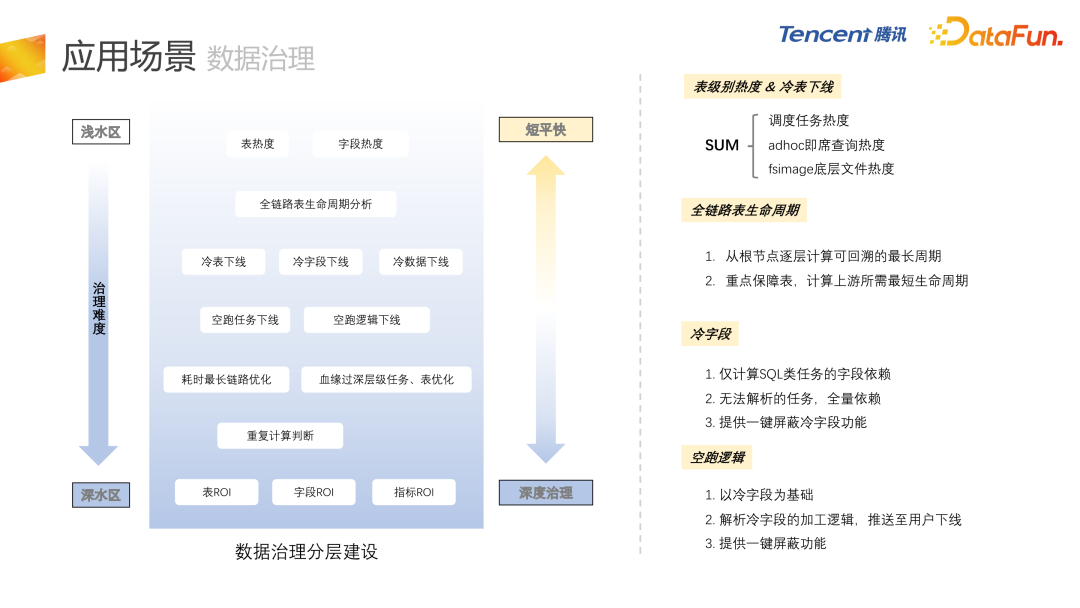 应用场景 数据治理
Tencent 腾讯
DataFun.
浅水区
治理难度
深水区
表热度
字段热度
全链路表生命周期分析
冷表下线
冷字段下线
冷数据下线
空跑任务下线
空跑逻辑下线
耗时最长链路优化
血缘过深层级任务、表优化
重复计算判断
表ROI
字段ROI
指标ROI
数据治理分层建设
短平快
深度治理
表级别热度 & 冷表下线
SUM
调度任务热度
adhoc即席查询热度
fsimage底层文件热度
全链路表生命周期
1. 从根节点逐层计算可回溯的最长周期
2. 重点保障表，计算上游所需最短生命周期
冷字段
1. 仅计算SQL类任务的字段依赖
2. 无法解析的任务，全量依赖
3. 提供一键屏蔽冷字段功能
空跑逻辑
1. 以冷字段为基础
2. 解析冷字段的加工逻辑，推送至用户下线
3. 提供一键屏蔽功能